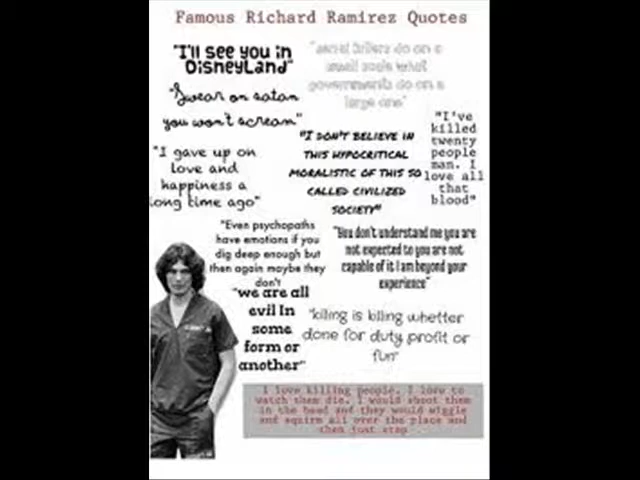 Famous Richard Ramirez Quotes
"I'll see you in
DisneyLand"
"serial killers do on a
small scale what
governments do on a
large one"
"Swear on satan
you won't scream"
"I've
killed
twenty
people
man. I
love all
that
blood"
"I DON'T BELIEVE IN
THIS HYPOCRITICAL
MORALISTIC OF THIS SO
CALLED CIVILIZED
SOCIETY"
"I gave up on
love and
happiness a
long time ago"
"Even psychopaths
have emotions if you
dig deep enough but
then again maybe they
don't"
"You don't understand me you are
not expected to you are not
capable of it I am beyond your
experience"
"we are all
evil In
some
form or
another"
"killing is killing whether
done for duty, profit or
fun"
I love killing people. I love to
watch them die. I would shoot them
in the head and they would wiggle
and squirm all over the place and
then just stop